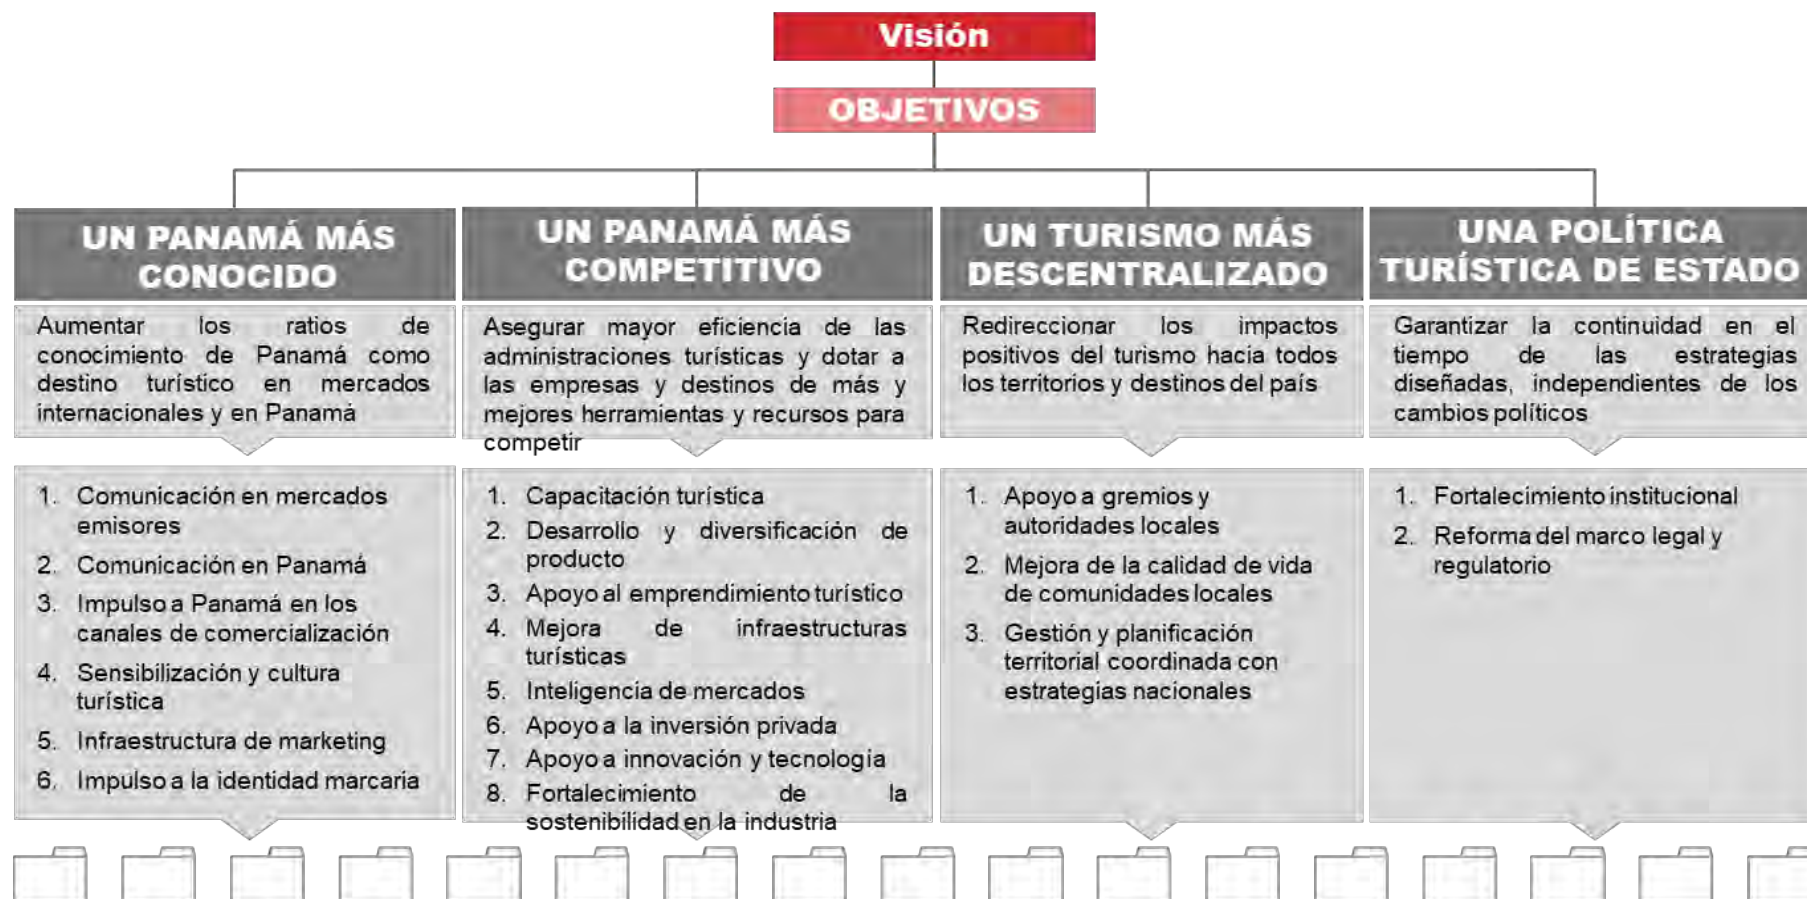 Visión
OBJETIVOS
UN PANAMÁ MÁS
CONOCIDO
Aumentar los ratios de
conocimiento de Panamá como
destino turístico en mercados
internacionales y en Panamá
1. Comunicación en mercados
emisores
2. Comunicación en Panamá
3. Impulso a Panamá en los
canales de comercialización
4. Sensibilización y cultura
turística
5. Infraestructura de marketing
6. Impulso a la identidad marcaria
UN PANAMÁ MÁS
COMPETITIVO
Asegurar mayor eficiencia de las
administraciones turísticas y dotar a
las empresas y destinos de más y
mejores herramientas y recursos para
competir
1. Capacitación turística
2. Desarrollo y diversificación de
producto
3. Apoyo al emprendimiento turístico
4. Mejora de infraestructuras
turísticas
5. Inteligencia de mercados
6. Apoyo a la inversión privada
7. Apoyo a innovación y tecnología
8. Fortalecimiento de la
sostenibilidad en la industria
UN TURISMO MÁS
DESCENTRALIZADO
Redireccionar los impactos
positivos del turismo hacia todos
los territorios y destinos del país
1. Apoyo a gremios y
autoridades locales
2. Mejora de la calidad de vida
de comunidades locales
3. Gestión y planificación
territorial coordinada con
estrategias nacionales
UNA POLÍTICA
TURÍSTICA DE ESTADO
Garantizar la continuidad en el
tiempo de las estrategias
diseñadas, independientes de los
cambios políticos
1. Fortalecimiento institucional
2. Reforma del marco legal y
regulatorio